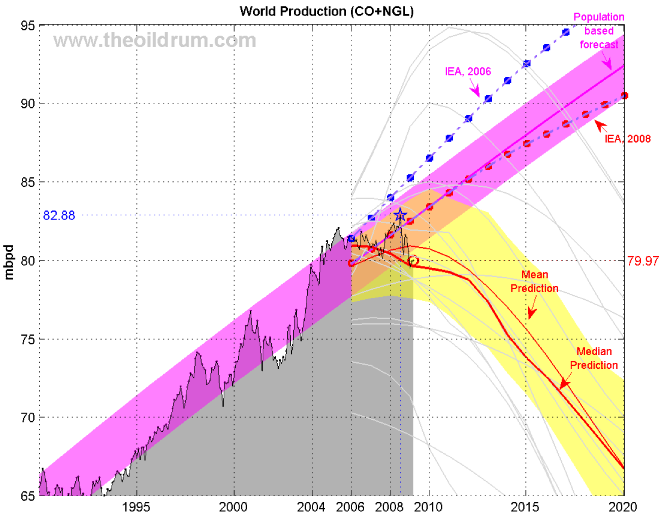 World Production (CO+NGL)
www.theoildrum.com
Population
based
forecast
IEA, 2006
IEA, 2008
95
90
85
82.88
80
79.97
75
70
65
mbpd
Mean
Prediction
Median
Prediction
1995
2000
2004
2006
2008
2010
2015
2020